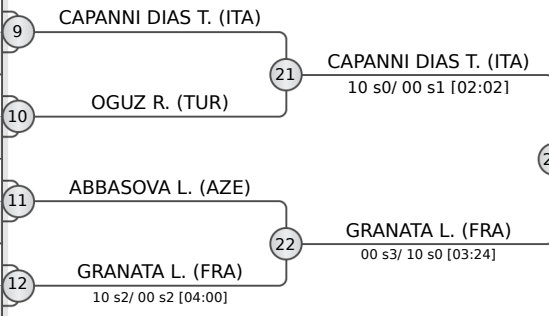 CAPANNI DIAS T. (ITA)
9
CAPANNI DIAS T. (ITA)
21
10 s0/ 00 s1 [02:02]
OGUZ R. (TUR)
10
2
ABBASOVA L. (AZE)
11
GRANATA L. (FRA)
22
00 s3/ 10 s0 [03:24]
GRANATA L. (FRA)
12
10 s2/ 00 s2 [04:00]